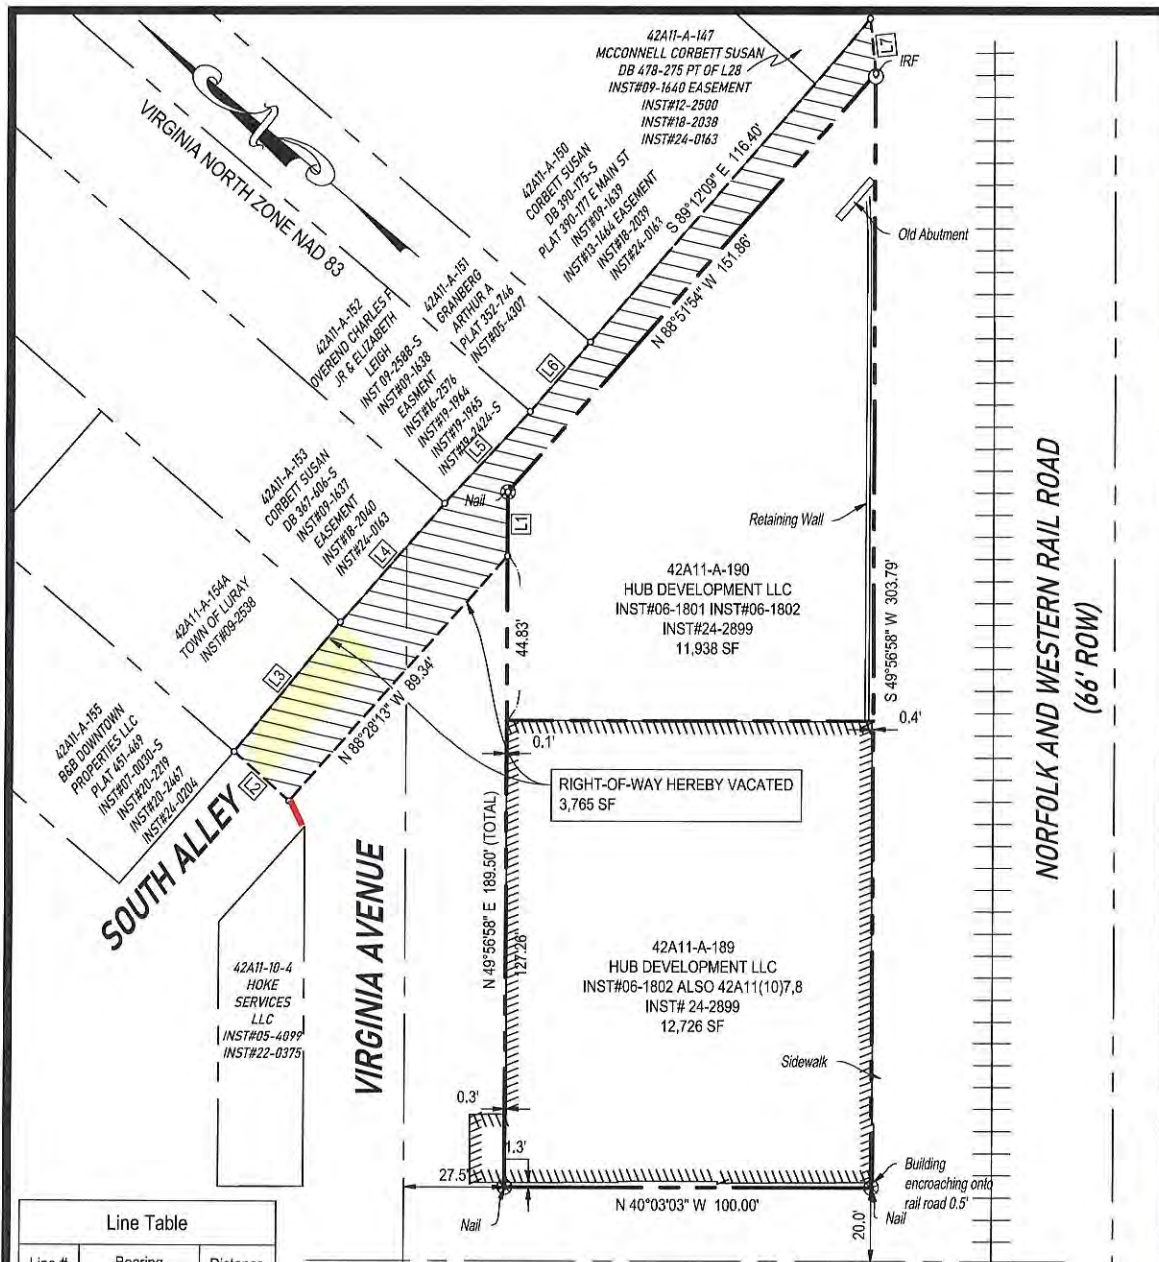 VIRGINIA NORTH ZONE NAD 83
42A11-A-147
MCCONNELL CORBETT SUSAN
DB 478-275 PT OF L28
INST#09-1640 EASEMENT
INST#12-2500
INST#18-2038
INST#24-0163
L7
IRF
42A11-A-150
CORBETT SUSAN
DB 390-175-S
PLAT 390-177 E MAIN ST
INST#09-1639
INST#13-1464 EASEMENT
INST#18-2039
INST#24-0163
S 89°12'09" E 116.40'
N 88°51'54" W 151.86'
Old Abutment
42A11-A-151
GRANBERG
ARTHUR A
PLAT 352-746
INST#05-4307
42A11-A-152
OVEREND CHARLES F
JR & ELIZABETH
LEIGH
INST 09-2588-S
INST#09-1638
EASMENT
INST#16-2576
INST#19-1964
INST#19-1965
INST#19-2424-S
L6
L5
Nail
L1
42A11-A-153
CORBETT SUSAN
DB 367-606-S
INST#09-1637
EASEMENT
INST#18-2040
INST#24-0163
L4
Retaining Wall
42A11-A-190
HUB DEVELOPMENT LLC
INST#06-1801 INST#06-1802
INST#24-2899
11,938 SF
S 49°56'58" W 303.79'
NORFOLK AND WESTERN RAIL ROAD
(66' ROW)
42A11-A-154A
TOWN OF LURAY
INST#09-2538
L3
N 88°28'13" W 89.34'
44.83'
0.4'
0.1'
42A11-A-155
B&B DOWNTOWN
PROPERTIES LLC
PLAT 451-469
INST#07-0030-S
INST#20-2219
INST#20-2467
INST#24-0204
L2
SOUTH ALLEY
RIGHT-OF-WAY HEREBY VACATED
3,765 SF
VIRGINIA AVENUE
N 49°56'58" E 189.50' (TOTAL)
127.26'
42A11-10-4
HOKE
SERVICES
LLC
INST#05-4099
INST#22-0375
42A11-A-189
HUB DEVELOPMENT LLC
INST#06-1802 ALSO 42A11(10)7,8
INST# 24-2899
12,726 SF
Sidewalk
0.3'
1.3'
27.5'
Nail
N 40°03'03" W 100.00'
Building
encroaching onto
rail road 0.5'
Nail
20.0'
Line Table
Line # Bearing Distance